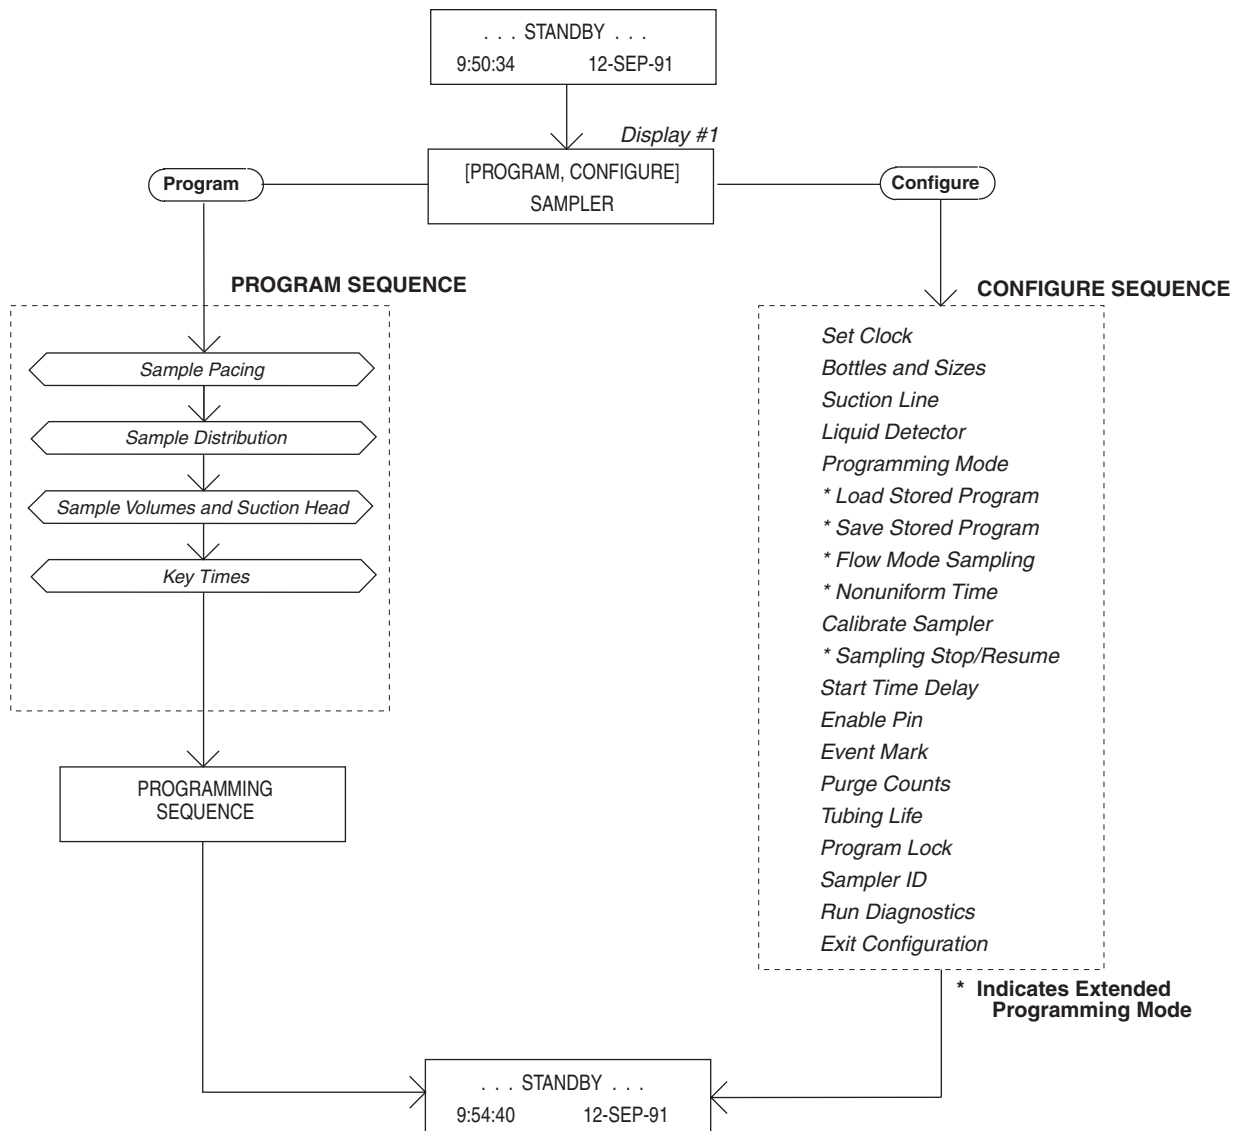 . . . STANDBY . . .
9:50:34 12-SEP-91
Display #1
[PROGRAM, CONFIGURE]
SAMPLER
Program
Configure
PROGRAM SEQUENCE
Sample Pacing
Sample Distribution
Sample Volumes and Suction Head
Key Times
PROGRAMMING
SEQUENCE
CONFIGURE SEQUENCE
Set Clock
Bottles and Sizes
Suction Line
Liquid Detector
Programming Mode
* Load Stored Program
* Save Stored Program
* Flow Mode Sampling
* Nonuniform Time
Calibrate Sampler
* Sampling Stop/Resume
Start Time Delay
Enable Pin
Event Mark
Purge Counts
Tubing Life
Program Lock
Sampler ID
Run Diagnostics
Exit Configuration
* Indicates Extended
Programming Mode
. . . STANDBY . . .
9:54:40 12-SEP-91